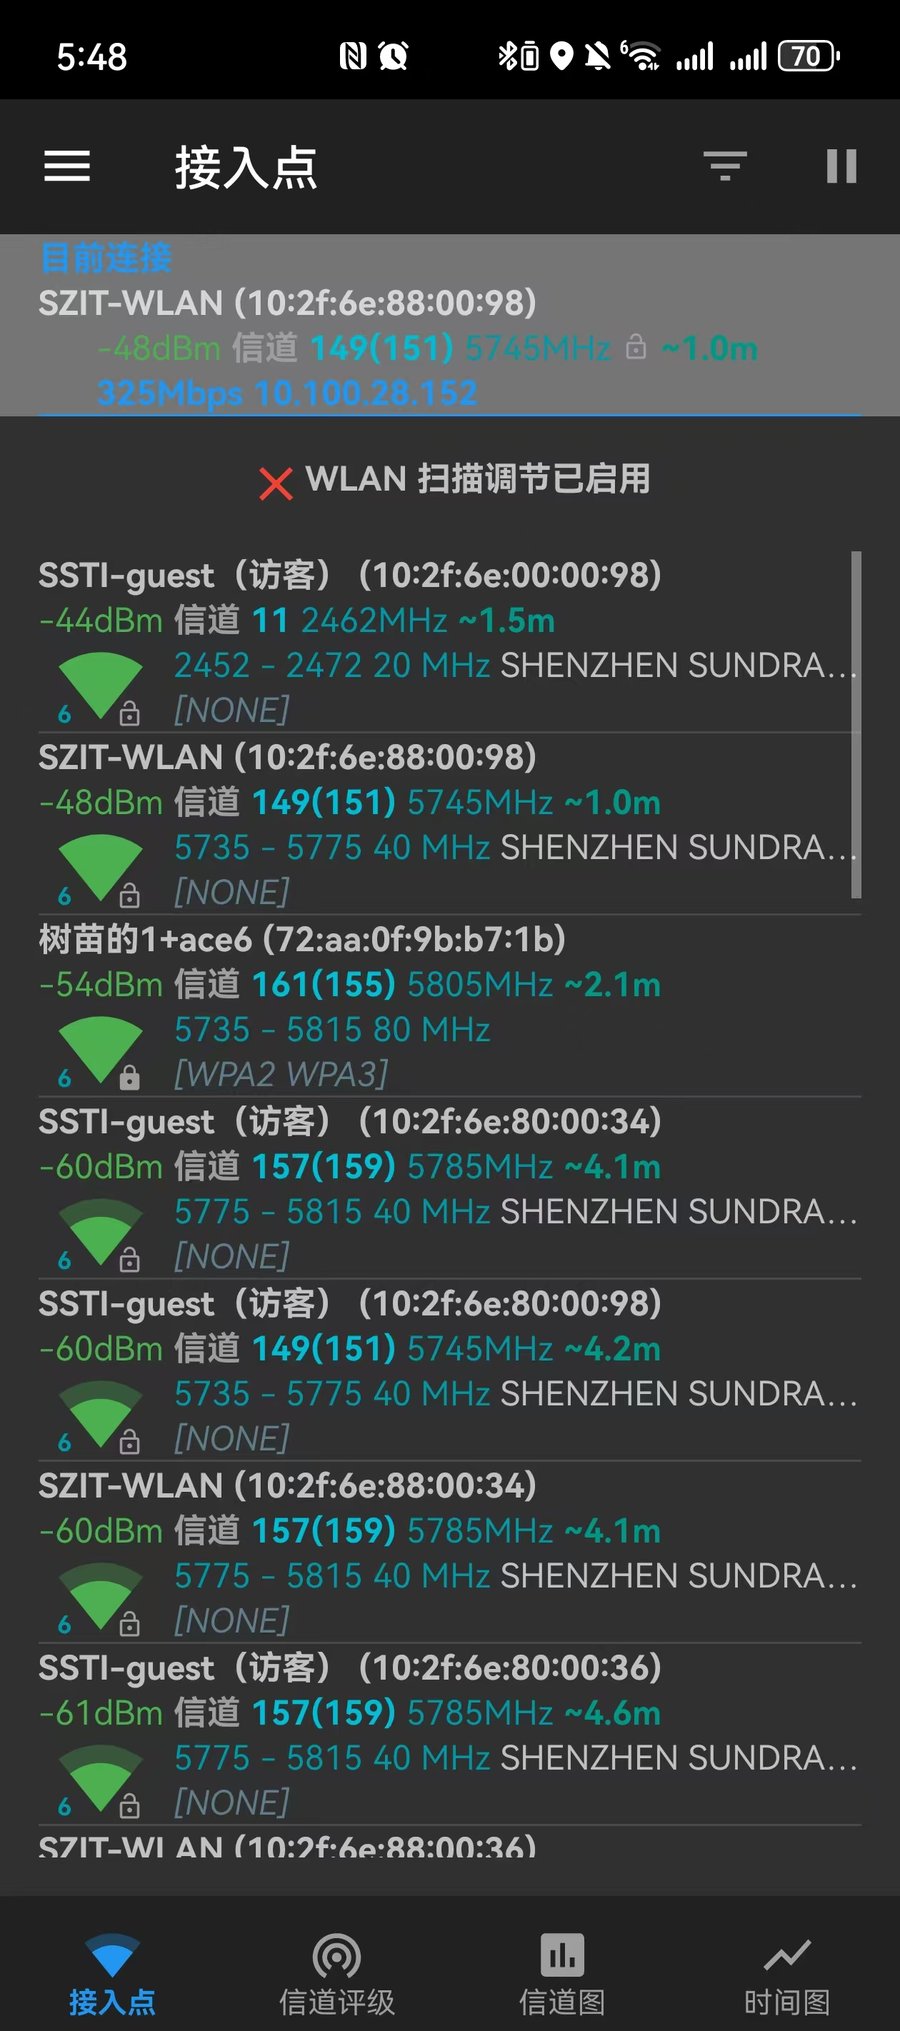 5:48
6
70
接入点
目前连接
SZIT-WLAN (10:2f:6e:88:00:98)
-48dBm 信道 149(151) 5745MHz ~1.0m
325Mbps 10.100.28.152
WLAN 扫描调节已启用
SSTI-guest（访客） (10:2f:6e:00:00:98)
-44dBm 信道 11 2462MHz ~1.5m
2452 - 2472 20 MHz SHENZHEN SUNDRA...
6 [NONE]
SZIT-WLAN (10:2f:6e:88:00:98)
-48dBm 信道 149(151) 5745MHz ~1.0m
5735 - 5775 40 MHz SHENZHEN SUNDRA...
6 [NONE]
树苗的1+ace6 (72:aa:0f:9b:b7:1b)
-54dBm 信道 161(155) 5805MHz ~2.1m
5735 - 5815 80 MHz
6 [WPA2 WPA3]
SSTI-guest（访客） (10:2f:6e:80:00:34)
-60dBm 信道 157(159) 5785MHz ~4.1m
5775 - 5815 40 MHz SHENZHEN SUNDRA...
6 [NONE]
SSTI-guest（访客） (10:2f:6e:80:00:98)
-60dBm 信道 149(151) 5745MHz ~4.2m
5735 - 5775 40 MHz SHENZHEN SUNDRA...
6 [NONE]
SZIT-WLAN (10:2f:6e:88:00:34)
-60dBm 信道 157(159) 5785MHz ~4.1m
5775 - 5815 40 MHz SHENZHEN SUNDRA...
6 [NONE]
SSTI-guest（访客） (10:2f:6e:80:00:36)
-61dBm 信道 157(159) 5785MHz ~4.6m
5775 - 5815 40 MHz SHENZHEN SUNDRA...
6 [NONE]
SZIT-WLAN (10:2f:6e:88:00:36)
接入点
信道评级
信道图
时间图